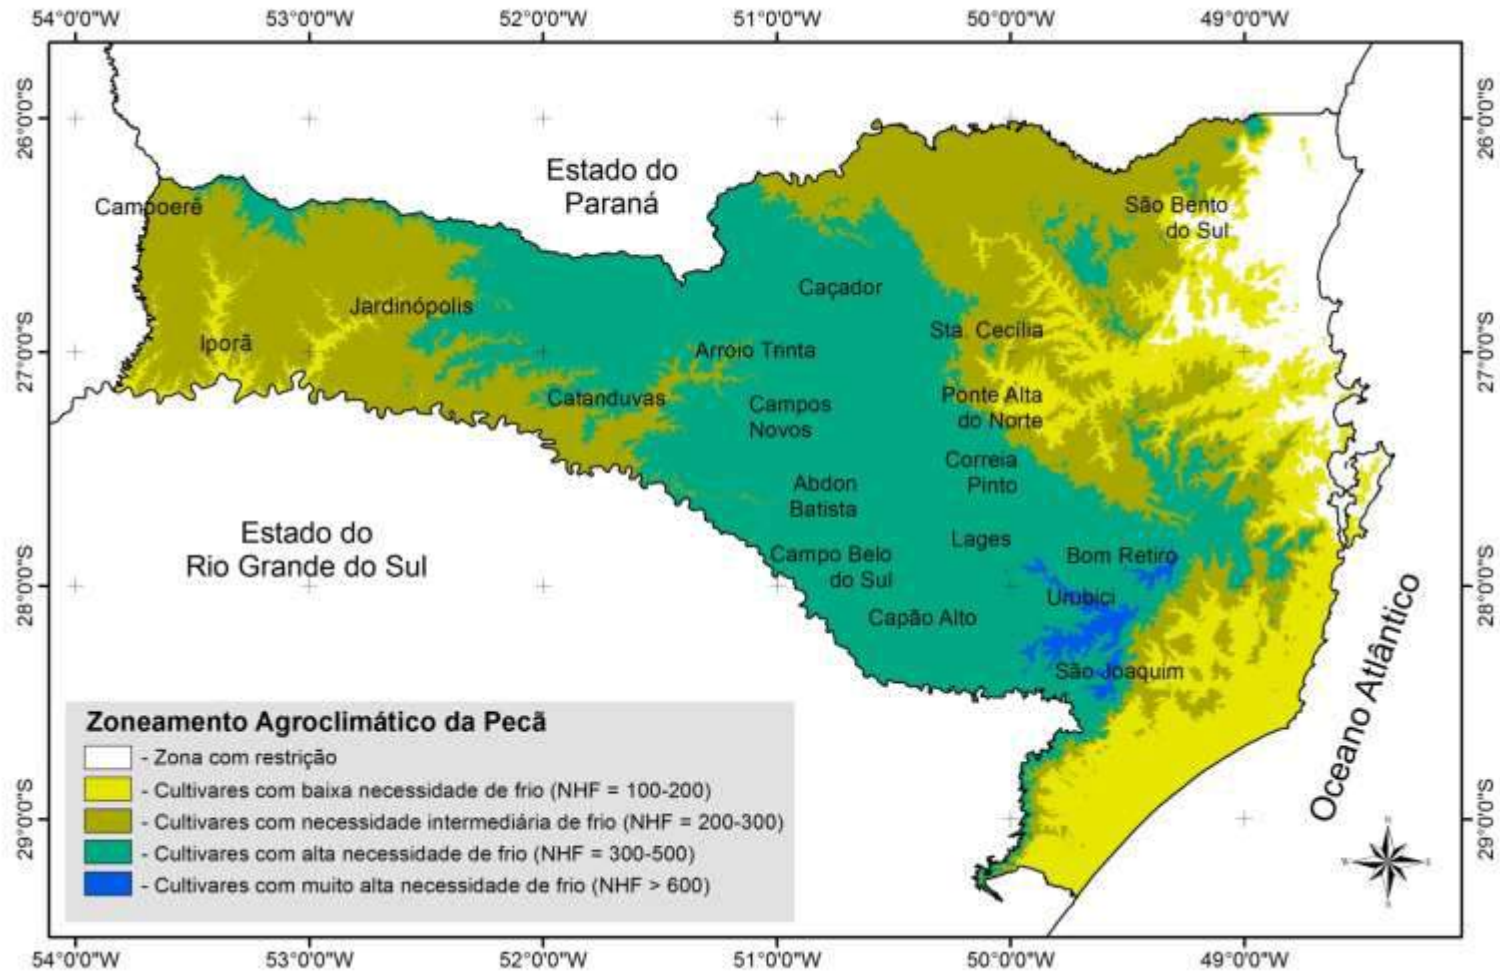 54°0'0"W 53°0'0"W 52°0'0"W 51°0'0"W 50°0'0"W 49°0'0"W
26°0'0"S
26°0'0"S
Estado do
Paraná
Campoerê
São Bento
do Sul
Caçador
Jardinópolis
Sta. Cecília
Iporã
Arroio Trinta
27°0'0"S
27°0'0"S
Catanduvas
Campos
Novos
Ponte Alta
do Norte
Correia
Pinto
Abdon
Batista
Estado do
Rio Grande do Sul
Lages
Campo Belo
do Sul
Bom Retiro
28°0'0"S
28°0'0"S
Urubici
Capão Alto
São Joaquim
Oceano Atlântico
Zoneamento Agroclimático da Pecã
- Zona com restrição
- Cultivares com baixa necessidade de frio (NHF = 100-200)
- Cultivares com necessidade intermediária de frio (NHF = 200-300)
- Cultivares com alta necessidade de frio (NHF = 300-500)
- Cultivares com muito alta necessidade de frio (NHF > 600)
29°0'0"S
29°0'0"S
54°0'0"W 53°0'0"W 52°0'0"W 51°0'0"W 50°0'0"W 49°0'0"W